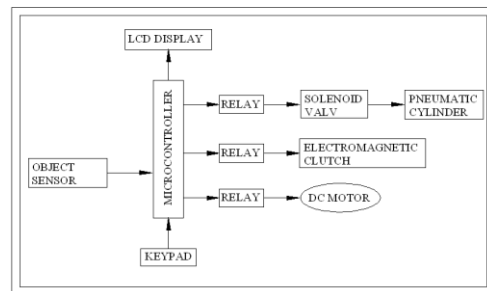 LCD DISPLAY
MICROCONTROLLER
RELAY
SOLENOID
VALV
PNEUMATIC
CYLINDER
RELAY
ELECTROMAGNETIC
CLUTCH
OBJECT
SENSOR
RELAY
DC MOTOR
KEYPAD